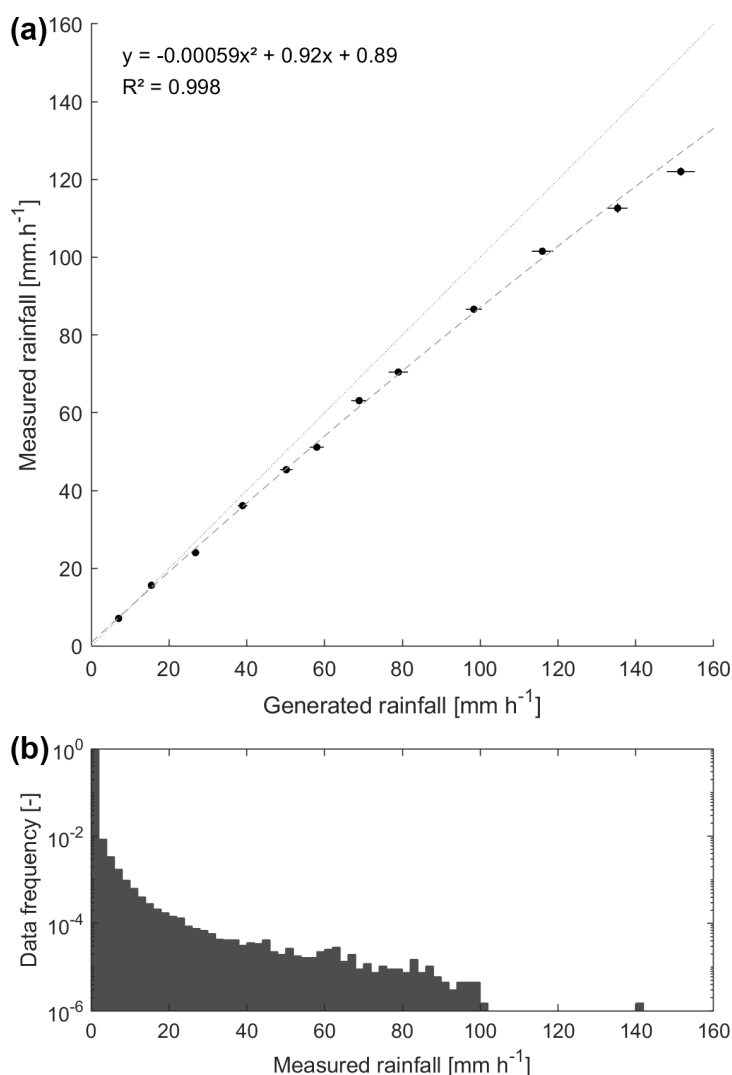 (a)
y = -0.00059x² + 0.92x + 0.89
R² = 0.998
160
140
120
100
80
60
40
20
0
Measured rainfall [mm.h⁻¹]
0 20 40 60 80 100 120 140 160
Generated rainfall [mm h⁻¹]
(b)
10⁰
10⁻²
10⁻⁴
10⁻⁶
Data frequency [-]
0 20 40 60 80 100 120 140 160
Measured rainfall [mm h⁻¹]